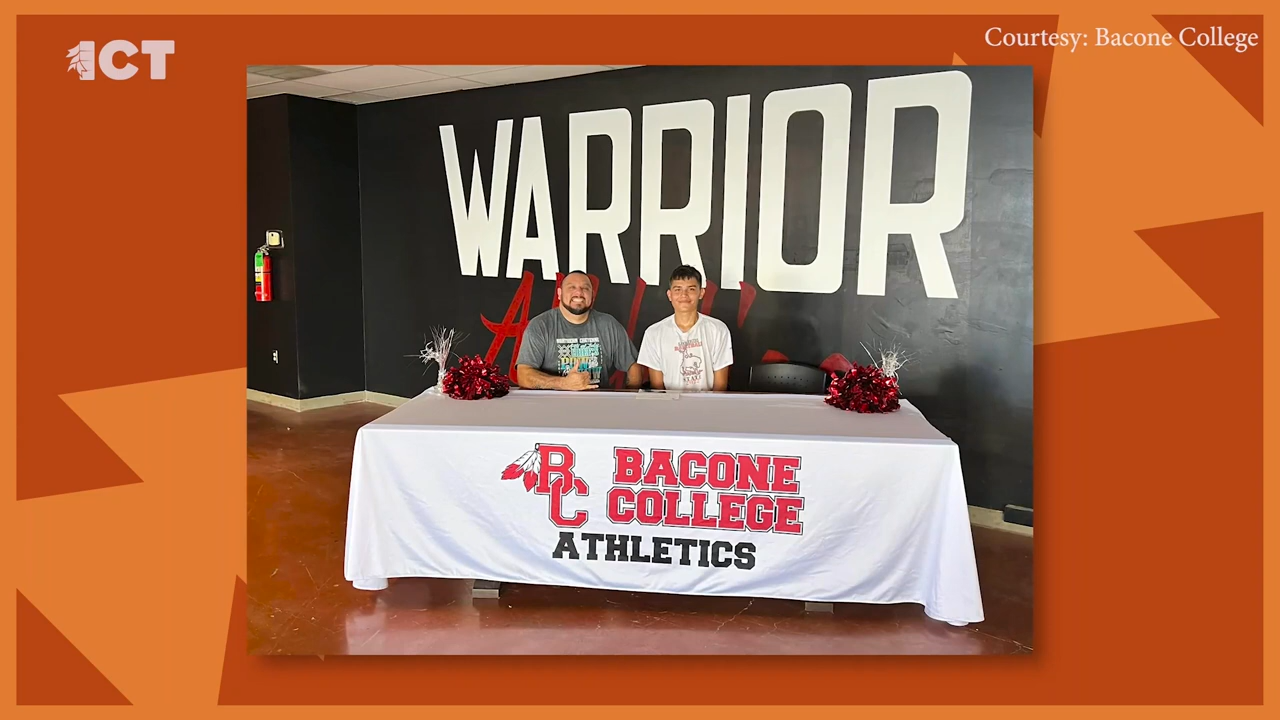 ICT
Courtesy: Bacone College
WARRIOR
BC
BACONE
COLLEGE
ATHLETICS